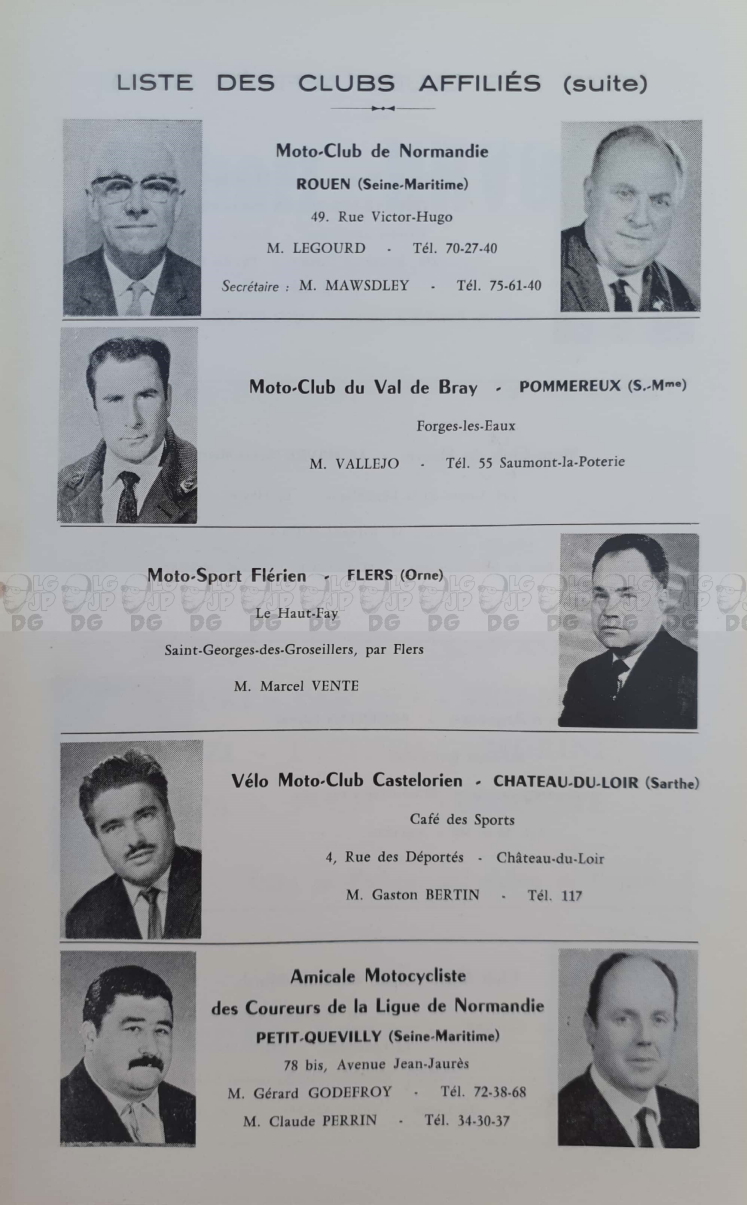 LISTE DES CLUBS AFFILIÉS (suite)
Moto-Club de Normandie
ROUEN (Seine-Maritime)
49. Rue Victor-Hugo
M. LEGOURD - Tél. 70-27-40
Secrétaire : M. MAWSDLEY - Tél. 75-61-40
Moto-Club du Val de Bray - POMMEREUX (S.-Mme)
Forges-les-Eaux
M. VALLEJO - Tél. 55 Saumont-la-Poterie
Moto-Sport Flérien - FLERS (Orne)
Le Haut-Fay
Saint-Georges-des-Groseillers, par Flers
M. Marcel VENTE
Vélo Moto-Club Castelorien - CHATEAU-DU-LOIR (Sarthe)
Café des Sports
4, Rue des Déportés - Château-du-Loir
M. Gaston BERTIN - Tél. 117
Amicale Motocycliste
des Coureurs de la Ligue de Normandie
PETIT-QUEVILLY (Seine-Maritime)
78 bis, Avenue Jean-Jaurès
M. Gérard GODEFROY - Tél. 72-38-68
M. Claude PERRIN - Tél. 34-30-37